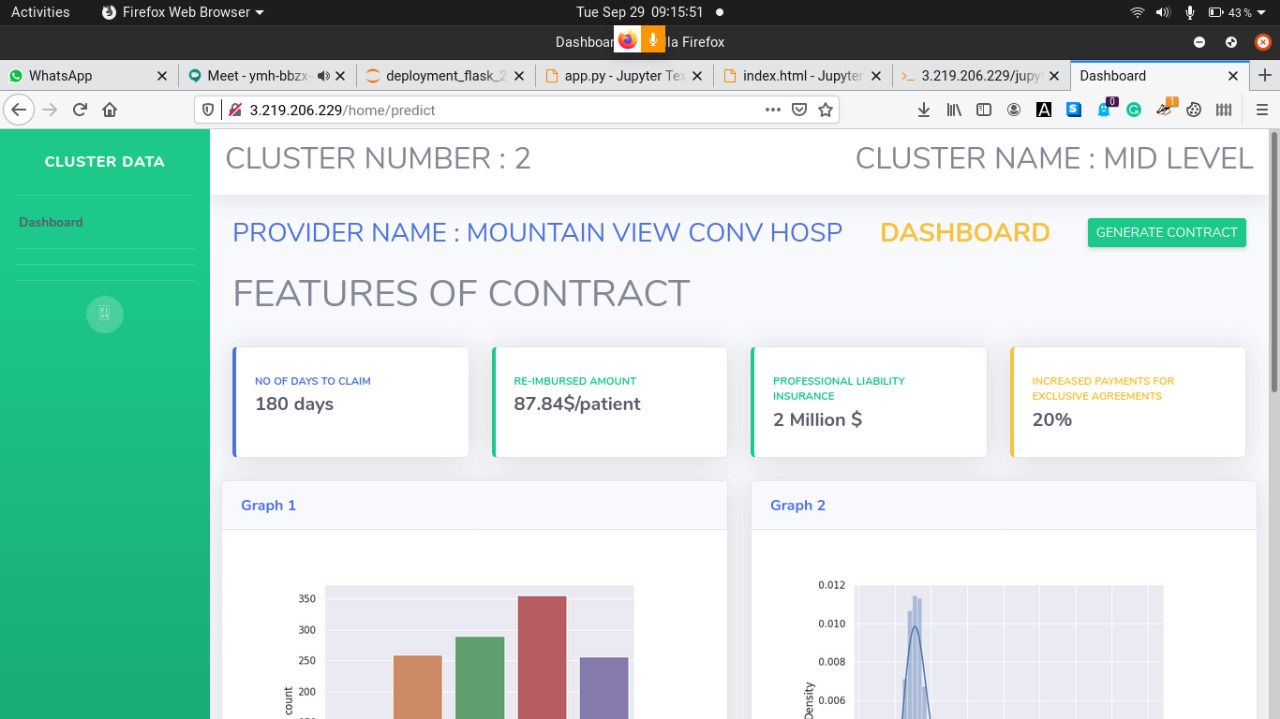 Activities
Firefox Web Browser
Tue Sep 29 09:15:51
43 %
Dashboar
la Firefox
WhatsApp
Meet - ymh-bbzx-
deployment_flask_2
app.py - Jupyter Tex
index.html - Jupyter
3.219.206.229/jupyt
Dashboard
3.219.206.229/home/predict
A
S
0
G
1
CLUSTER DATA
Dashboard
CLUSTER NUMBER : 2
CLUSTER NAME : MID LEVEL
PROVIDER NAME : MOUNTAIN VIEW CONV HOSP
DASHBOARD
GENERATE CONTRACT
FEATURES OF CONTRACT
NO OF DAYS TO CLAIM
180 days
RE-IMBURSED AMOUNT
87.84$/patient
PROFESSIONAL LIABILITY
INSURANCE
2 Million $
INCREASED PAYMENTS FOR
EXCLUSIVE AGREEMENTS
20%
Graph 1
350
300
250
200
count
Graph 2
0.012
0.010
0.008
0.006
Density